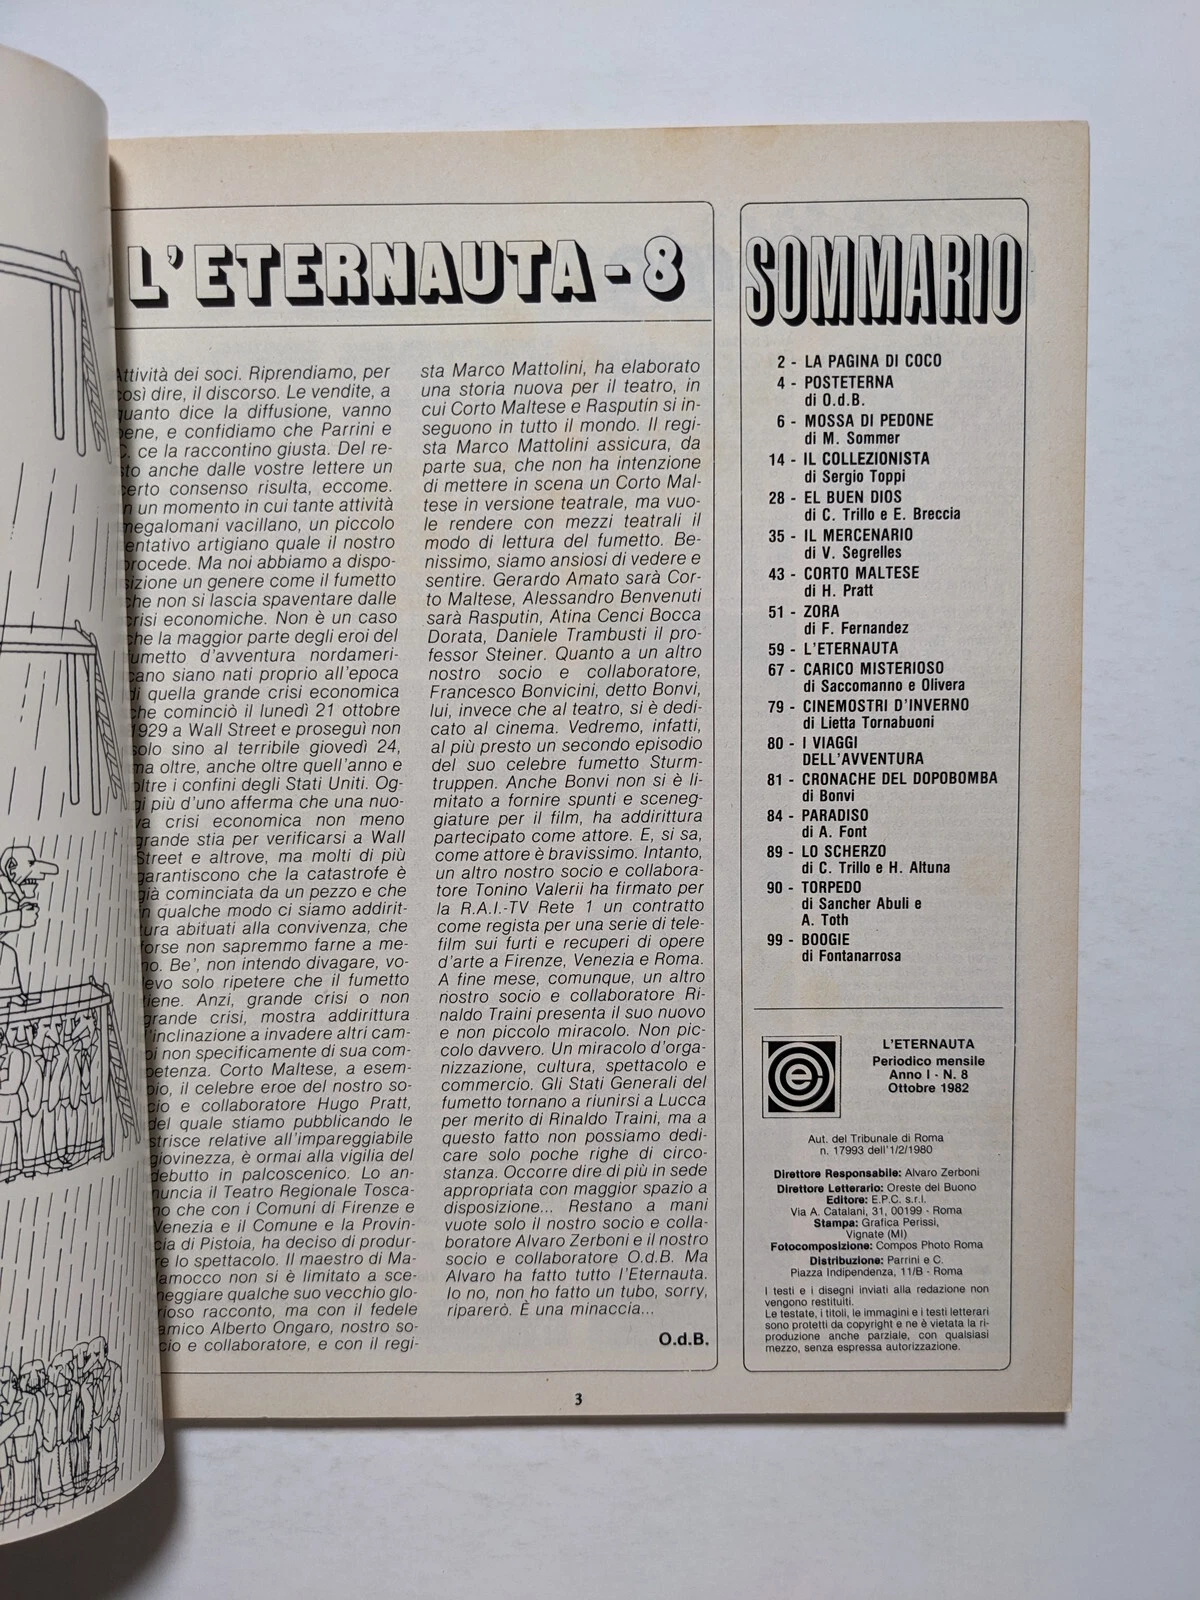 L'ETERNAUTA - 8
Attività dei soci. Riprendiamo, per
così dire, il discorso. Le vendite, a
quanto dice la diffusione, vanno
bene, e confidiamo che Parrini e
C. ce la raccontino giusta. Del re-
sto anche dalle vostre lettere un
certo consenso risulta, eccome.
un momento in cui tante attività
megalomani vacillano, un piccolo
tentativo artigiano quale il nostro
procede. Ma noi abbiamo a dispo-
sizione un genere come il fumetto
che non si lascia spaventare dalle
crisi economiche. Non è un caso
che la maggior parte degli eroi del
fumetto d'avventura nordameri-
cano siano nati proprio all'epoca
di quella grande crisi economica
che cominciò il lunedì 21 ottobre
1929 a Wall Street e proseguì non
solo sino al terribile giovedì 24,
ma oltre, anche oltre quell'anno e
oltre i confini degli Stati Uniti. Og-
gi più d'uno afferma che una nuo-
va crisi economica non meno
grande stia per verificarsi a Wall
Street e altrove, ma molti di più
garantiscono che la catastrofe è
già cominciata da un pezzo e che
in qualche modo ci siamo addirit-
tura abituati alla convivenza, che
forse non sapremmo farne a me-
no. Be', non intendo divagare, vo-
levo solo ripetere che il fumetto
tiene. Anzi, grande crisi o non
grande crisi, mostra addirittura
l'inclinazione a invadere altri cam-
pi non specificamente di sua com-
petenza. Corto Maltese, a esem-
pio, il celebre eroe del nostro so-
cio e collaboratore Hugo Pratt,
del quale stiamo pubblicando le
strisce relative all'impareggiabile
giovinezza, è ormai alla vigilia del
debutto in palcoscenico. Lo an-
nuncia il Teatro Regionale Tosca-
no che con i Comuni di Firenze e
Venezia e il Comune e la Provin-
cia di Pistoia, ha deciso di produr-
re lo spettacolo. Il maestro di Ma-
lamocco non si è limitato a sce-
neggiare qualche suo vecchio glo-
rioso racconto, ma con il fedele
amico Alberto Ongaro, nostro so-
cio e collaboratore, e con il regi-
sta Marco Mattolini, ha elaborato
una storia nuova per il teatro, in
cui Corto Maltese e Rasputin si in-
seguono in tutto il mondo. Il regi-
sta Marco Mattolini assicura, da
parte sua, che non ha intenzione
di mettere in scena un Corto Mal-
tese in versione teatrale, ma vuo-
le rendere con mezzi teatrali il
modo di lettura del fumetto. Be-
nissimo, siamo ansiosi di vedere e
sentire. Gerardo Amato sarà Cor-
to Maltese, Alessandro Benvenuti
sarà Rasputin, Atina Cenci Bocca
Dorata, Daniele Trambusti il pro-
fessor Steiner. Quanto a un altro
nostro socio e collaboratore,
Francesco Bonvicini, detto Bonvi,
lui, invece che al teatro, si è dedi-
cato al cinema. Vedremo, infatti,
al più presto un secondo episodio
del suo celebre fumetto Sturm-
truppen. Anche Bonvi non si è li-
mitato a fornire spunti e sceneg-
giature per il film, ha addirittura
partecipato come attore. E, si sa,
come attore è bravissimo. Intanto,
un altro nostro socio e collabora-
tore Tonino Valerii ha firmato per
la R.A.I.-TV Rete 1 un contratto
come regista per una serie di tele-
film sui furti e recuperi di opere
d'arte a Firenze, Venezia e Roma.
A fine mese, comunque, un altro
nostro socio e collaboratore Ri-
naldo Traini presenta il suo nuovo
e non piccolo miracolo. Non pic-
colo davvero. Un miracolo d'orga-
nizzazione, cultura, spettacolo e
commercio. Gli Stati Generali del
fumetto tornano a riunirsi a Lucca
per merito di Rinaldo Traini, ma a
questo fatto non possiamo dedi-
care solo poche righe di circo-
stanza. Occorre dire di più in sede
appropriata con maggior spazio a
disposizione... Restano a mani
vuote solo il nostro socio e colla-
boratore Alvaro Zerboni e il nostro
socio e collaboratore O.d.B. Ma
Alvaro ha fatto tutto l'Eternauta.
Io no, non ho fatto un tubo, sorry,
riparerò. È una minaccia...
O.d.B.
SOMMARIO
2 - LA PAGINA DI COCO
4 - POSTETERNA
di O.d.B.
6 - MOSSA DI PEDONE
di M. Sommer
14 - IL COLLEZIONISTA
di Sergio Toppi
28 - EL BUEN DIOS
di C. Trillo e E. Breccia
35 - IL MERCENARIO
di V. Segrelles
43 - CORTO MALTESE
di H. Pratt
51 - ZORA
di F. Fernandez
59 - L'ETERNAUTA
67 - CARICO MISTERIOSO
di Saccomanno e Olivera
79 - CINEMOSTRI D'INVERNO
di Lietta Tornabuoni
80 - I VIAGGI
DELL'AVVENTURA
81 - CRONACHE DEL DOPOBOMBA
di Bonvi
84 - PARADISO
di A. Font
89 - LO SCHERZO
di C. Trillo e H. Altuna
90 - TORPEDO
di Sancher Abuli e
A. Toth
99 - BOOGIE
di Fontanarrosa
L'ETERNAUTA
Periodico mensile
Anno I - N. 8
Ottobre 1982
Aut. del Tribunale di Roma
n. 17993 dell'1/2/1980
Direttore Responsabile: Alvaro Zerboni
Direttore Letterario: Oreste del Buono
Editore: E.P.C. s.r.l.
Via A. Catalani, 31, 00199 - Roma
Stampa: Grafica Perissi,
Vignate (MI)
Fotocomposizione: Compos Photo Roma
Distribuzione: Parrini e C.
Piazza Indipendenza, 11/B - Roma
I testi e i disegni inviati alla redazione non
vengono restituiti.
Le testate, i titoli, le immagini e i testi letterari
sono protetti da copyright e ne è vietata la ri-
produzione anche parziale, con qualsiasi
mezzo, senza espressa autorizzazione.
3